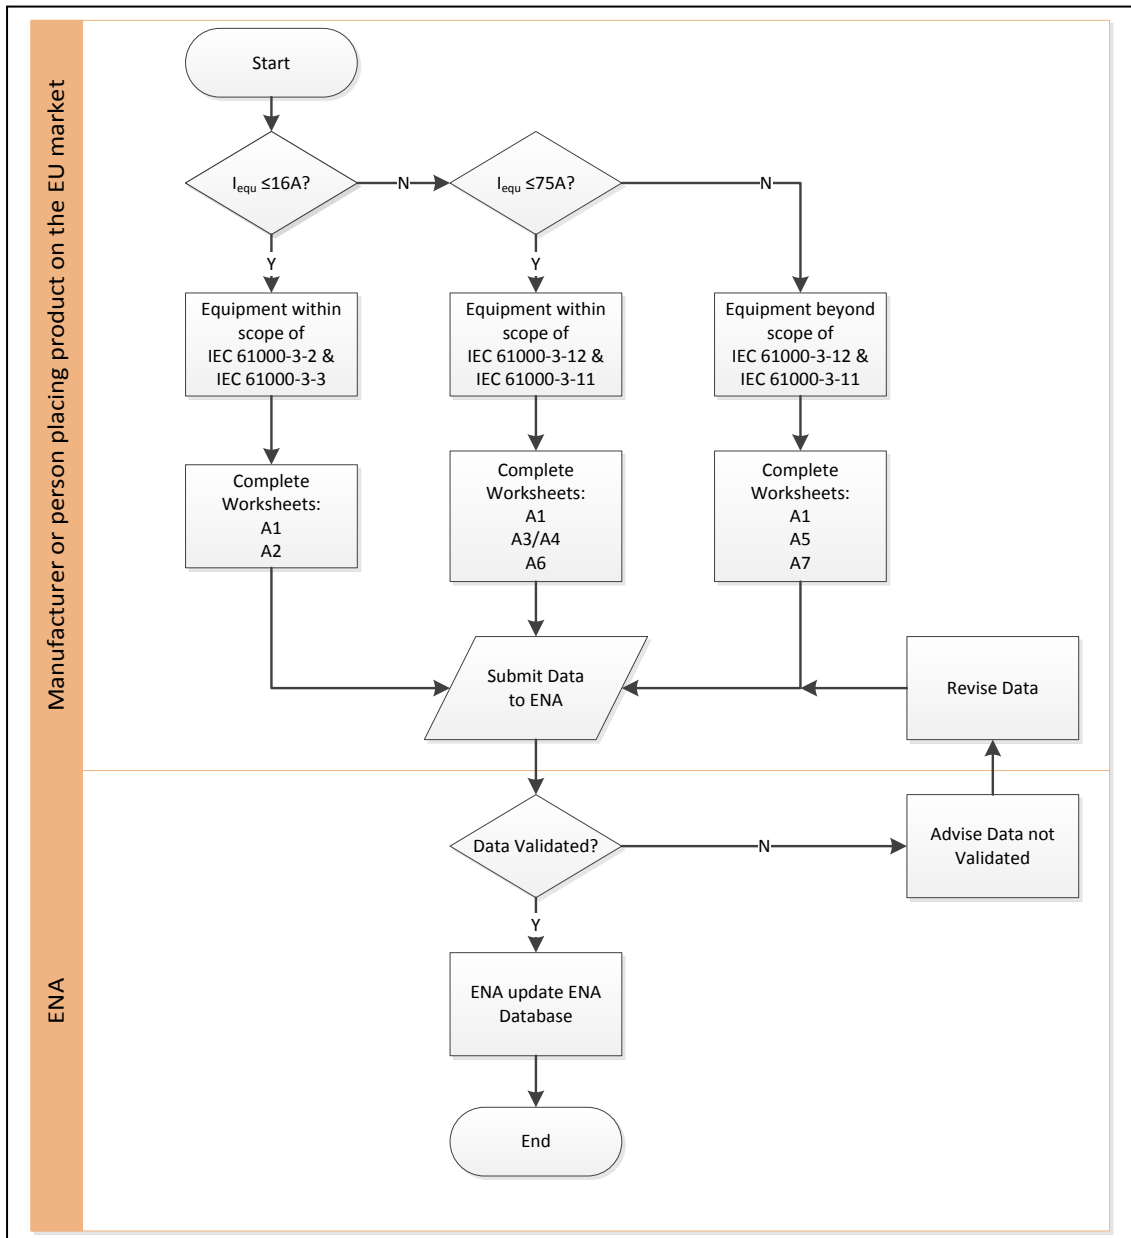 Manufacturer or person placing product on the EU market
Start
I equ ≤16A?
N
I equ ≤75A?
N
Y
Y
Equipment within
scope of
IEC 61000-3-2 &
IEC 61000-3-3
Equipment within
scope of
IEC 61000-3-12 &
IEC 61000-3-11
Equipment beyond
scope of
IEC 61000-3-12 &
IEC 61000-3-11
Complete
Worksheets:
A1
A2
Complete
Worksheets:
A1
A3/A4
A6
Complete
Worksheets:
A1
A5
A7
Submit Data
to ENA
Revise Data
ENA
Data Validated?
N
Advise Data not
Validated
Y
ENA update ENA
Database
End